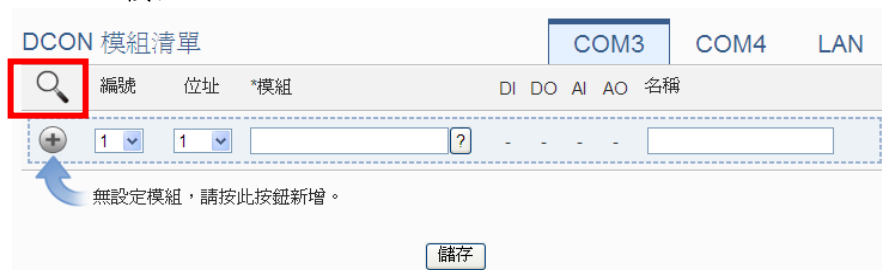 DCON 模組清單 COM3 COM4 LAN
編號 位址 *模組 DI DO AI AO 名稱
1 1 ? - - - -
無設定模組，請按此按鈕新增。
儲存